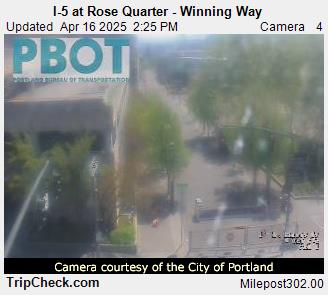 I-5 at Rose Quarter - Winning Way
Updated Apr 16 2025 2:25 PM Camera 4
PBOT
PORTLAND BUREAU OF TRANSPORTATION
Camera courtesy of the City of Portland
TripCheck.com Milepost302.00